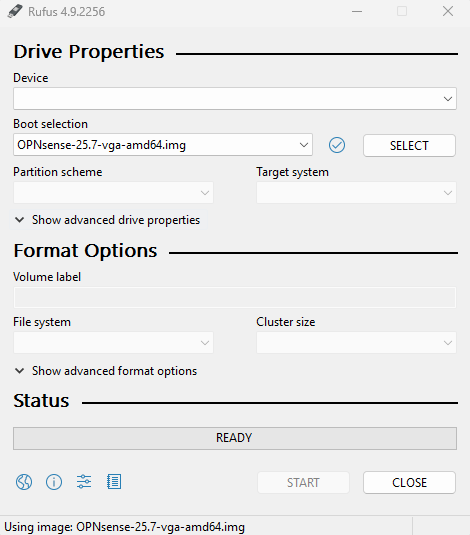 Rufus 4.9.2256
Drive Properties
Device
Boot selection
OPNsense-25.7-vga-amd64.img
SELECT
Partition scheme
Target system
Show advanced drive properties
Format Options
Volume label
File system
Cluster size
Show advanced format options
Status
READY
START
CLOSE
Using image: OPNsense-25.7-vga-amd64.img